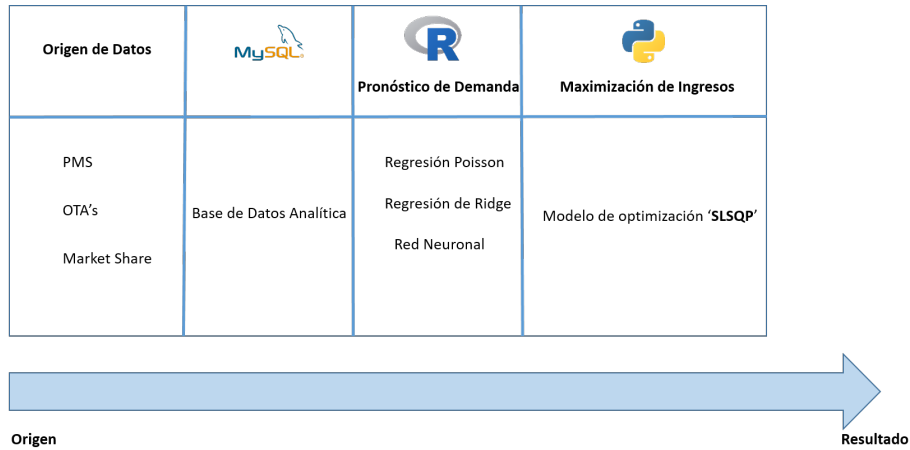 Origen de Datos
MySQL
R
Pronóstico de Demanda
Maximización de Ingresos
PMS
OTA's
Market Share
Base de Datos Analítica
Regresión Poisson
Regresión de Ridge
Red Neuronal
Modelo de optimización ‘SLSQP’
Origen
Resultado